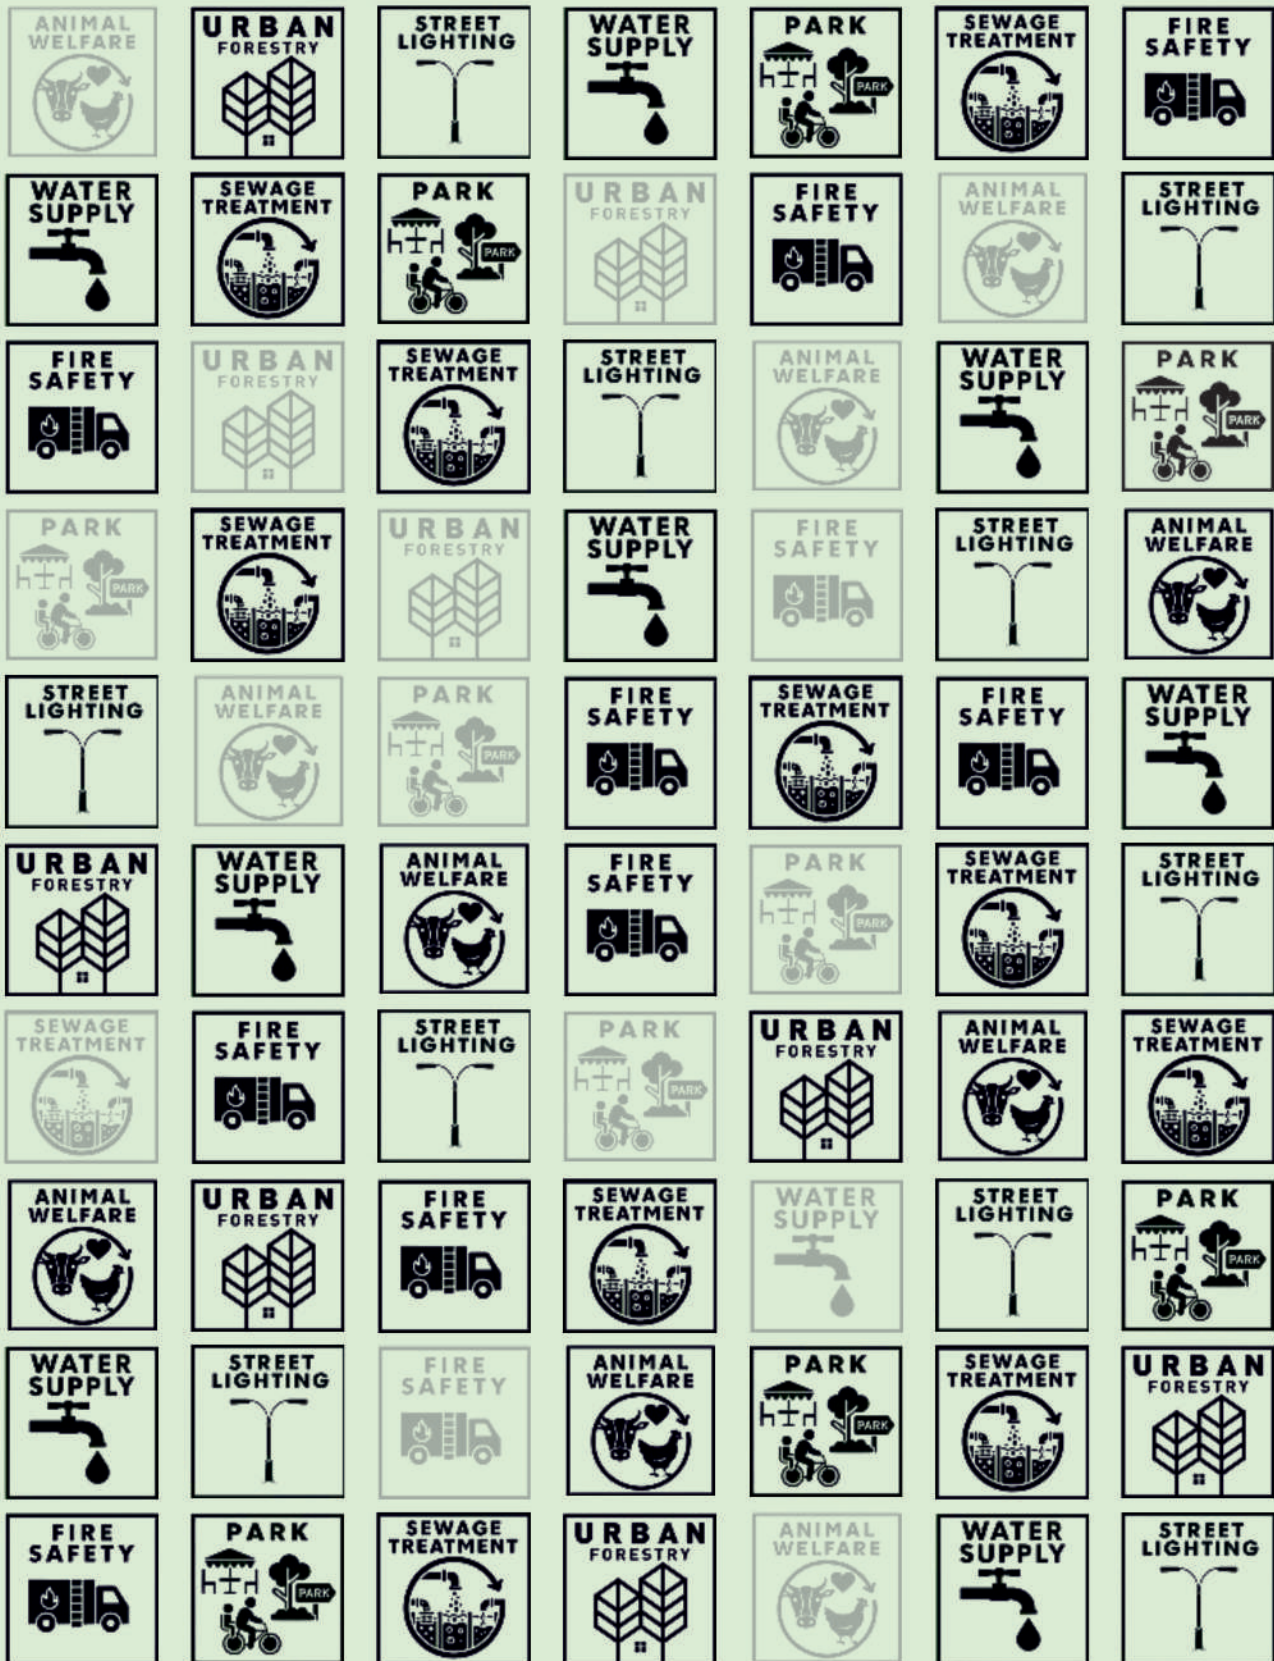 ANIMAL
WELFARE
URBAN
FORESTRY
STREET
LIGHTING
WATER
SUPPLY
PARK
PARK
SEWAGE
TREATMENT
FIRE
SAFETY
WATER
SUPPLY
SEWAGE
TREATMENT
PARK
PARK
URBAN
FORESTRY
FIRE
SAFETY
ANIMAL
WELFARE
STREET
LIGHTING
FIRE
SAFETY
URBAN
FORESTRY
SEWAGE
TREATMENT
STREET
LIGHTING
ANIMAL
WELFARE
WATER
SUPPLY
PARK
PARK
PARK
PARK
SEWAGE
TREATMENT
URBAN
FORESTRY
WATER
SUPPLY
FIRE
SAFETY
STREET
LIGHTING
ANIMAL
WELFARE
STREET
LIGHTING
ANIMAL
WELFARE
PARK
PARK
FIRE
SAFETY
SEWAGE
TREATMENT
FIRE
SAFETY
WATER
SUPPLY
URBAN
FORESTRY
WATER
SUPPLY
ANIMAL
WELFARE
FIRE
SAFETY
PARK
PARK
SEWAGE
TREATMENT
STREET
LIGHTING
SEWAGE
TREATMENT
FIRE
SAFETY
STREET
LIGHTING
PARK
PARK
URBAN
FORESTRY
ANIMAL
WELFARE
SEWAGE
TREATMENT
ANIMAL
WELFARE
URBAN
FORESTRY
FIRE
SAFETY
SEWAGE
TREATMENT
WATER
SUPPLY
STREET
LIGHTING
PARK
PARK
WATER
SUPPLY
STREET
LIGHTING
FIRE
SAFETY
ANIMAL
WELFARE
PARK
PARK
SEWAGE
TREATMENT
URBAN
FORESTRY
FIRE
SAFETY
PARK
PARK
SEWAGE
TREATMENT
URBAN
FORESTRY
ANIMAL
WELFARE
WATER
SUPPLY
STREET
LIGHTING